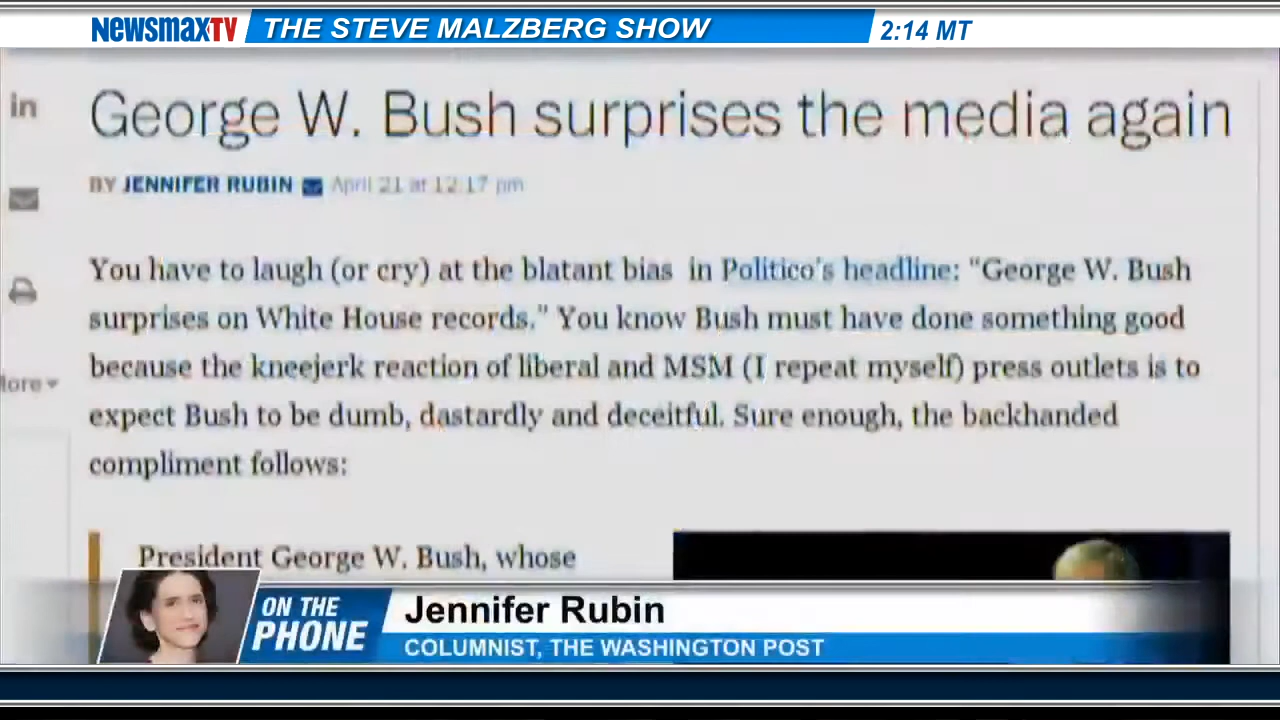 NewsmaxTV THE STEVE MALZBERG SHOW 2:14 MT
in
George W. Bush surprises the media again
BY JENNIFER RUBIN April 21 at 12:17 pm
You have to laugh (or cry) at the blatant bias in Politico's headline: "George W. Bush
surprises on White House records." You know Bush must have done something good
because the kneejerk reaction of liberal and MSM (I repeat myself) press outlets is to
More
expect Bush to be dumb, dastardly and deceitful. Sure enough, the backhanded
compliment follows:
President George W. Bush, whose
ON THE
PHONE
Jennifer Rubin
COLUMNIST, THE WASHINGTON POST